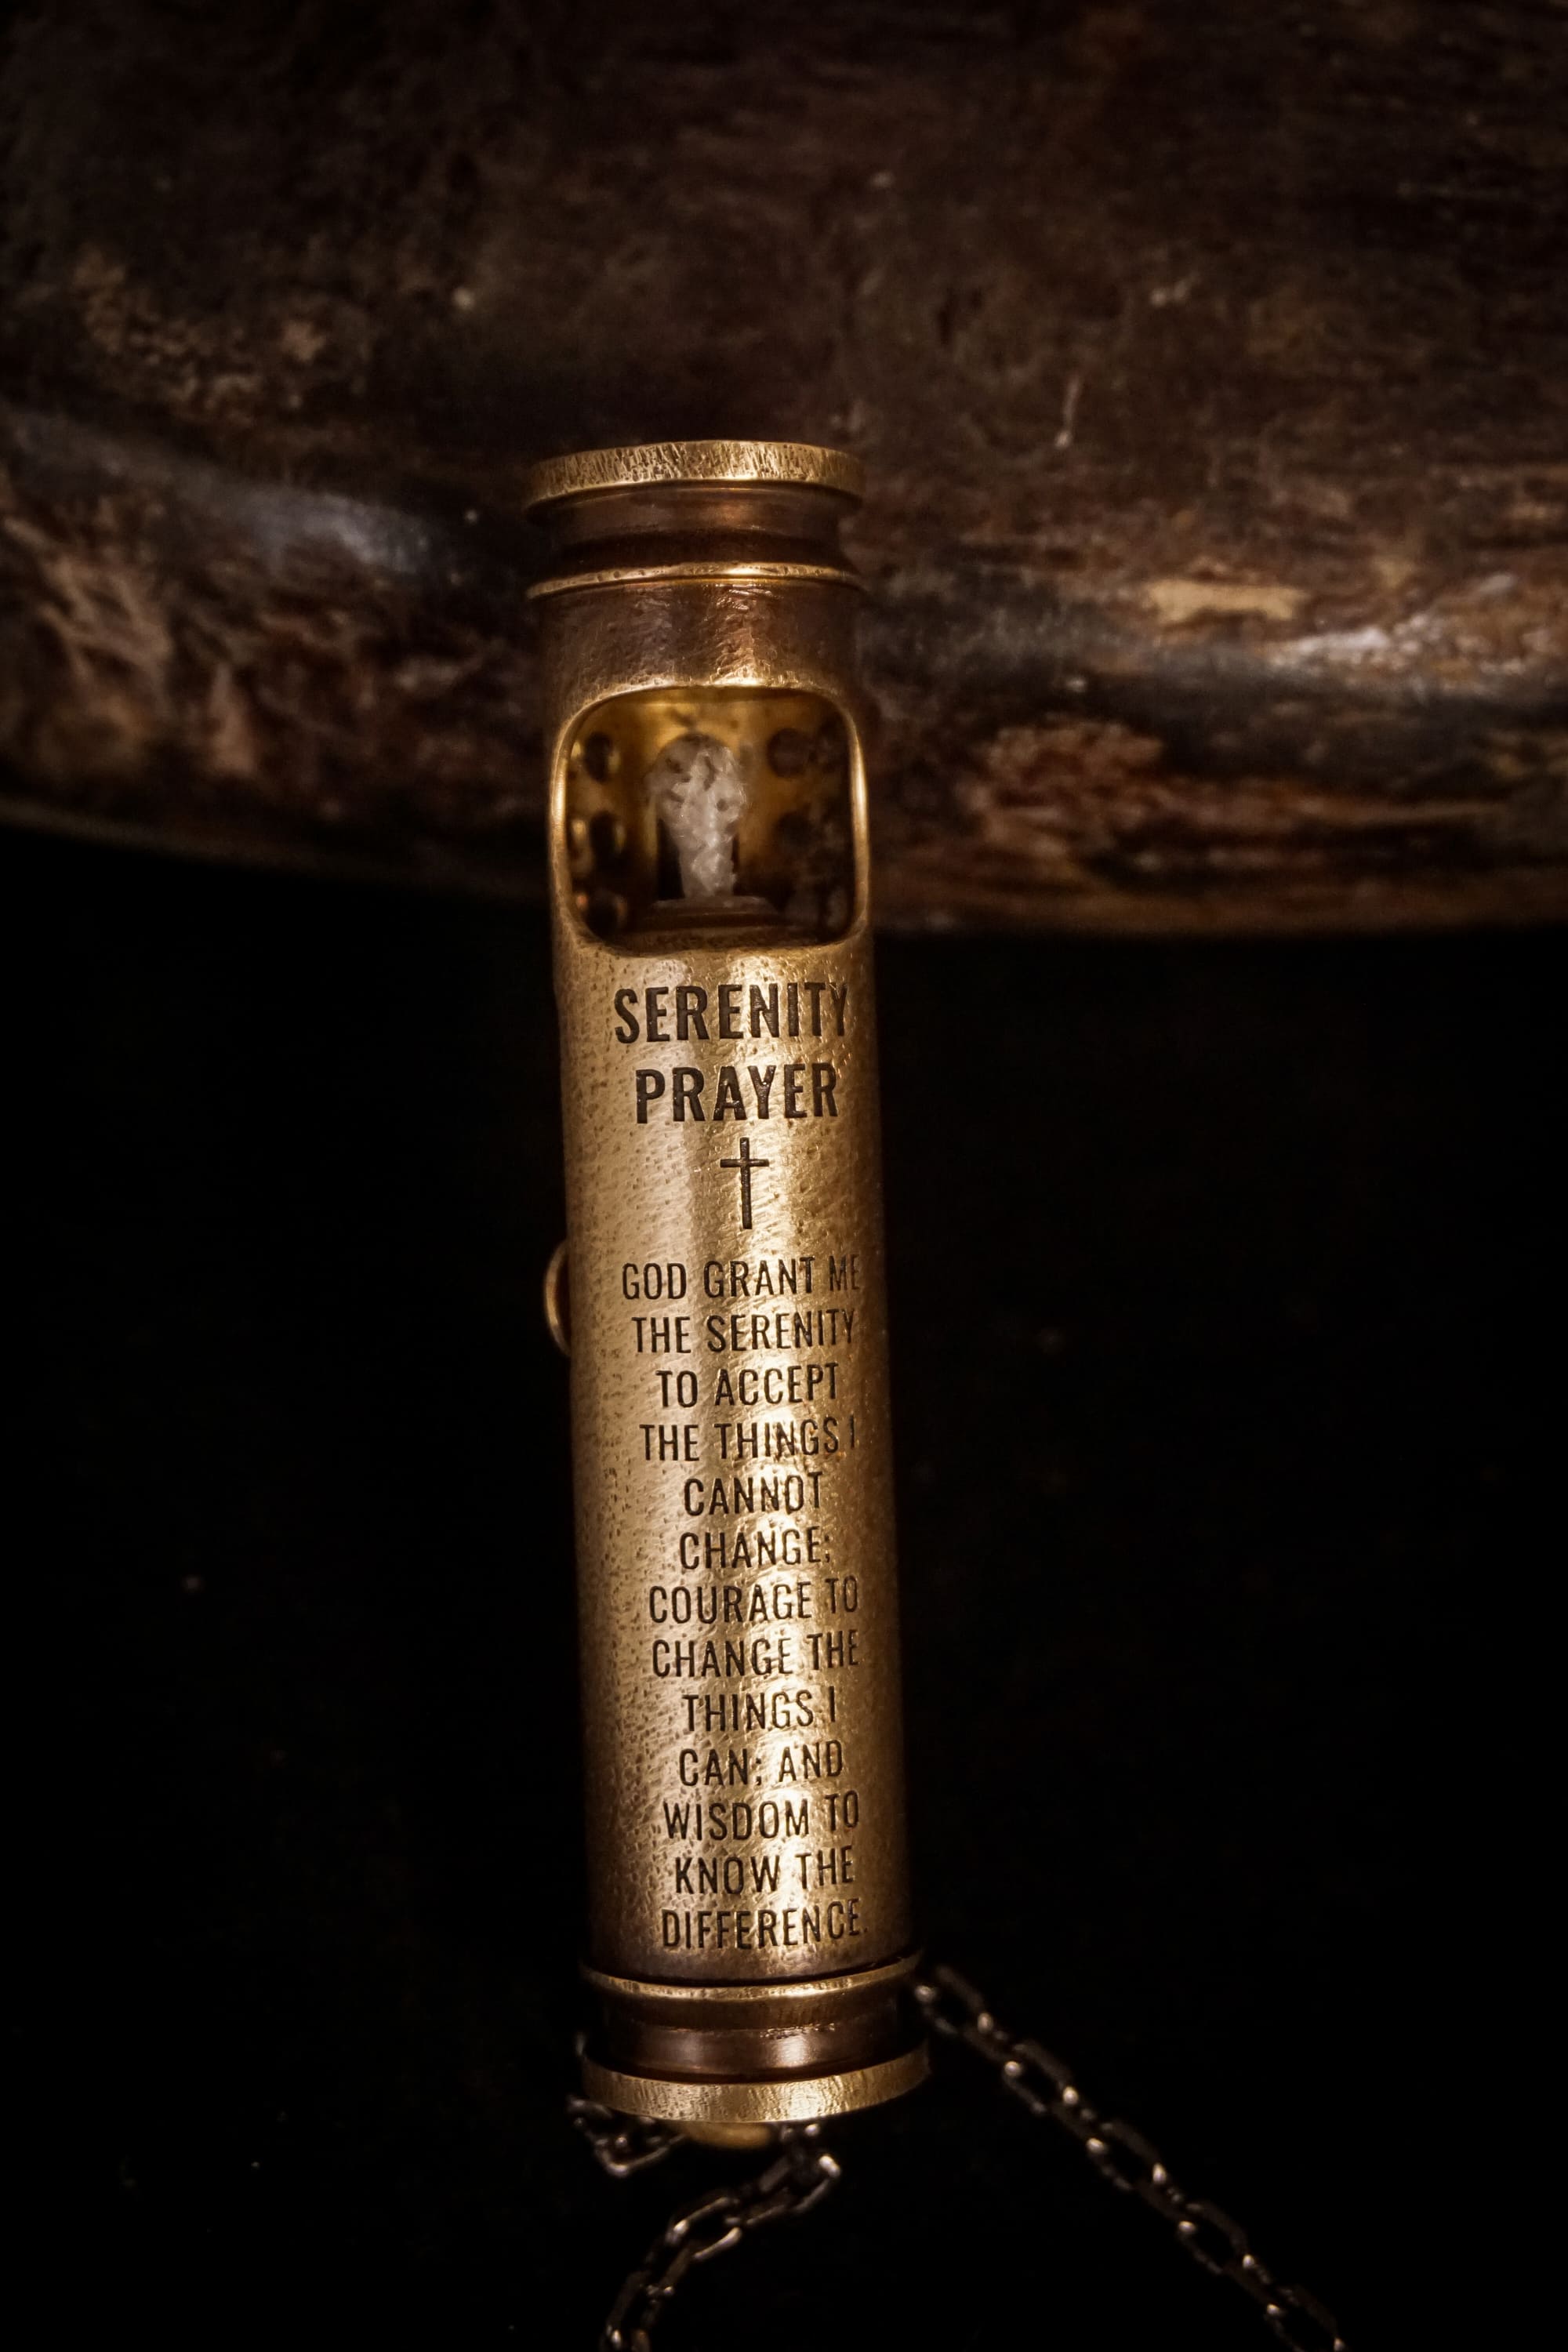 SERENITY
PRAYER
GOD GRANT ME
THE SERENITY
TO ACCEPT
THE THINGS I
CANNOT
CHANGE;
COURAGE TO
CHANGE THE
THINGS I
CAN; AND
WISDOM TO
KNOW THE
DIFFERENCE.